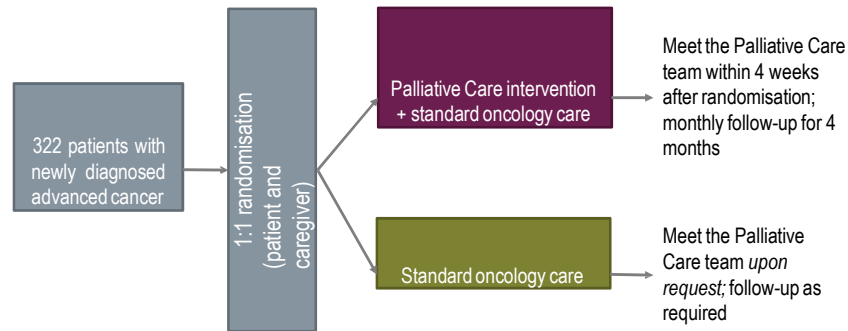 322 patients with
newly diagnosed
advanced cancer
1:1 randomisation
(patient and
caregiver)
Palliative Care intervention
+ standard oncology care
Meet the Palliative Care
team within 4 weeks
after randomisation;
monthly follow-up for 4
months
Standard oncology care
Meet the Palliative
Care team upon
request; follow-up as
required